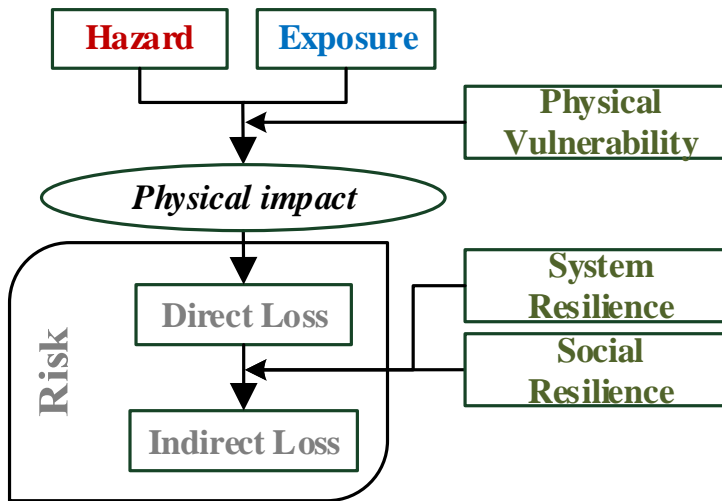 Hazard
Exposure
Physical
Vulnerability
Physical impact
System
Resilience
Direct Loss
Social
Resilience
Risk
Indirect Loss